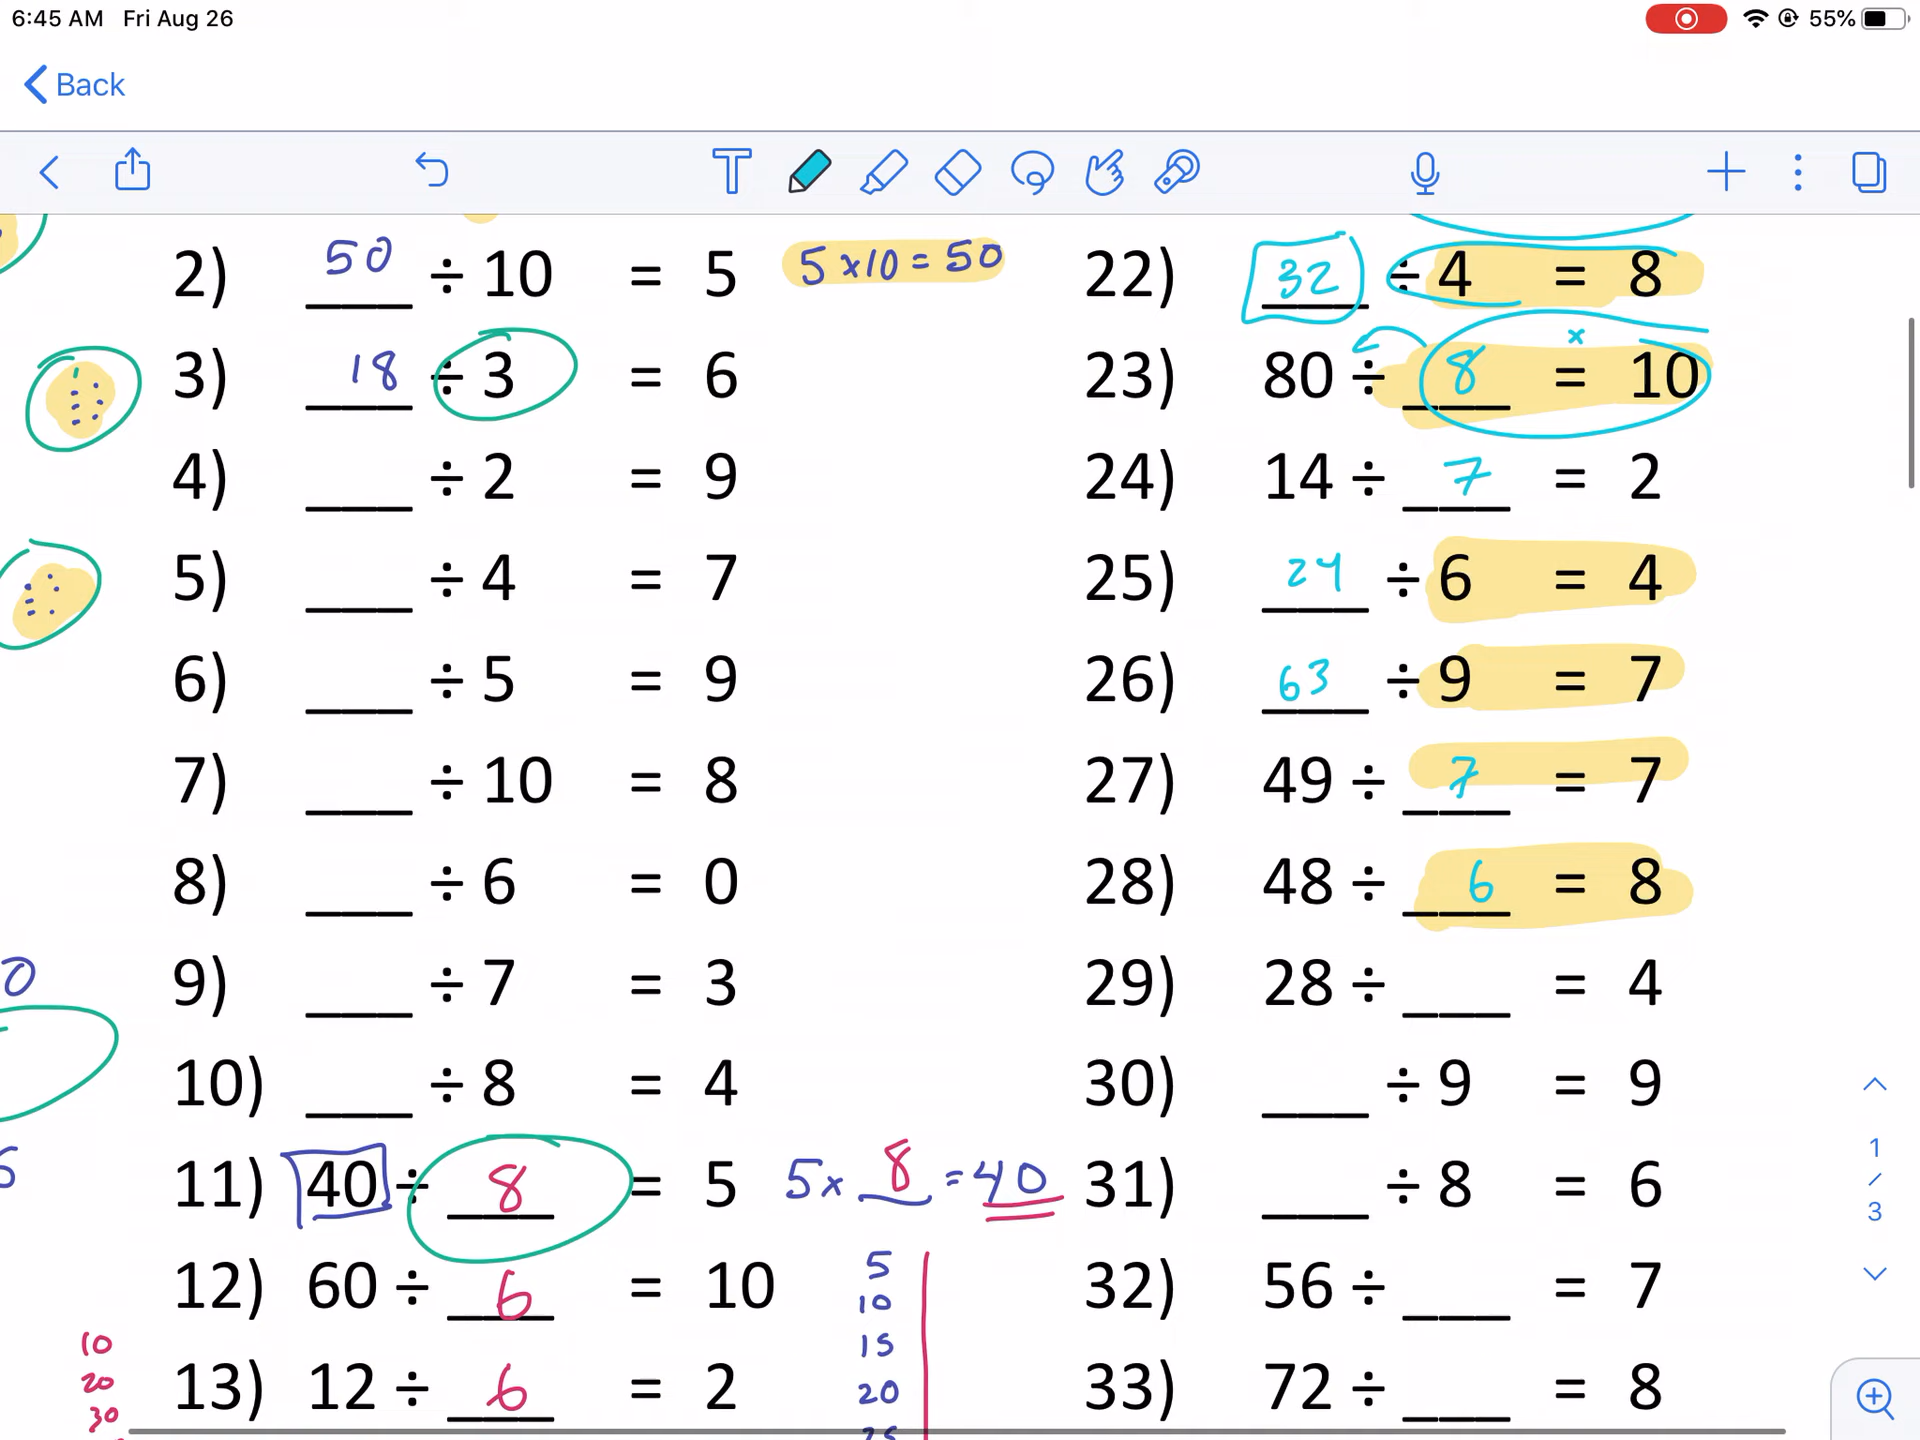 6:45 AM Fri Aug 26 55%
Back
T
2) 50 ÷ 10 = 5 5 x10 = 50
22) 32 ÷ 4 = 8
3) 18 ÷ 3 = 6
23) 80 ÷ 8 = 10 x
4) ___ ÷ 2 = 9
24) 14 ÷ 7 = 2
5) ___ ÷ 4 = 7
25) 24 ÷ 6 = 4
6) ___ ÷ 5 = 9
26) 63 ÷ 9 = 7
7) ___ ÷ 10 = 8
27) 49 ÷ 7 = 7
8) ___ ÷ 6 = 0
28) 48 ÷ 6 = 8
0
9) ___ ÷ 7 = 3
29) 28 ÷ ___ = 4
10) ___ ÷ 8 = 4
30) ___ ÷ 9 = 9
11) 40 ÷ 8 = 5 5 x 8 = 40
31) ___ ÷ 8 = 6
12) 60 ÷ 6 = 10
32) 56 ÷ ___ = 7
13) 12 ÷ 6 = 2
33) 72 ÷ ___ = 8
5
10
15
20
10
20
30
1
/
3